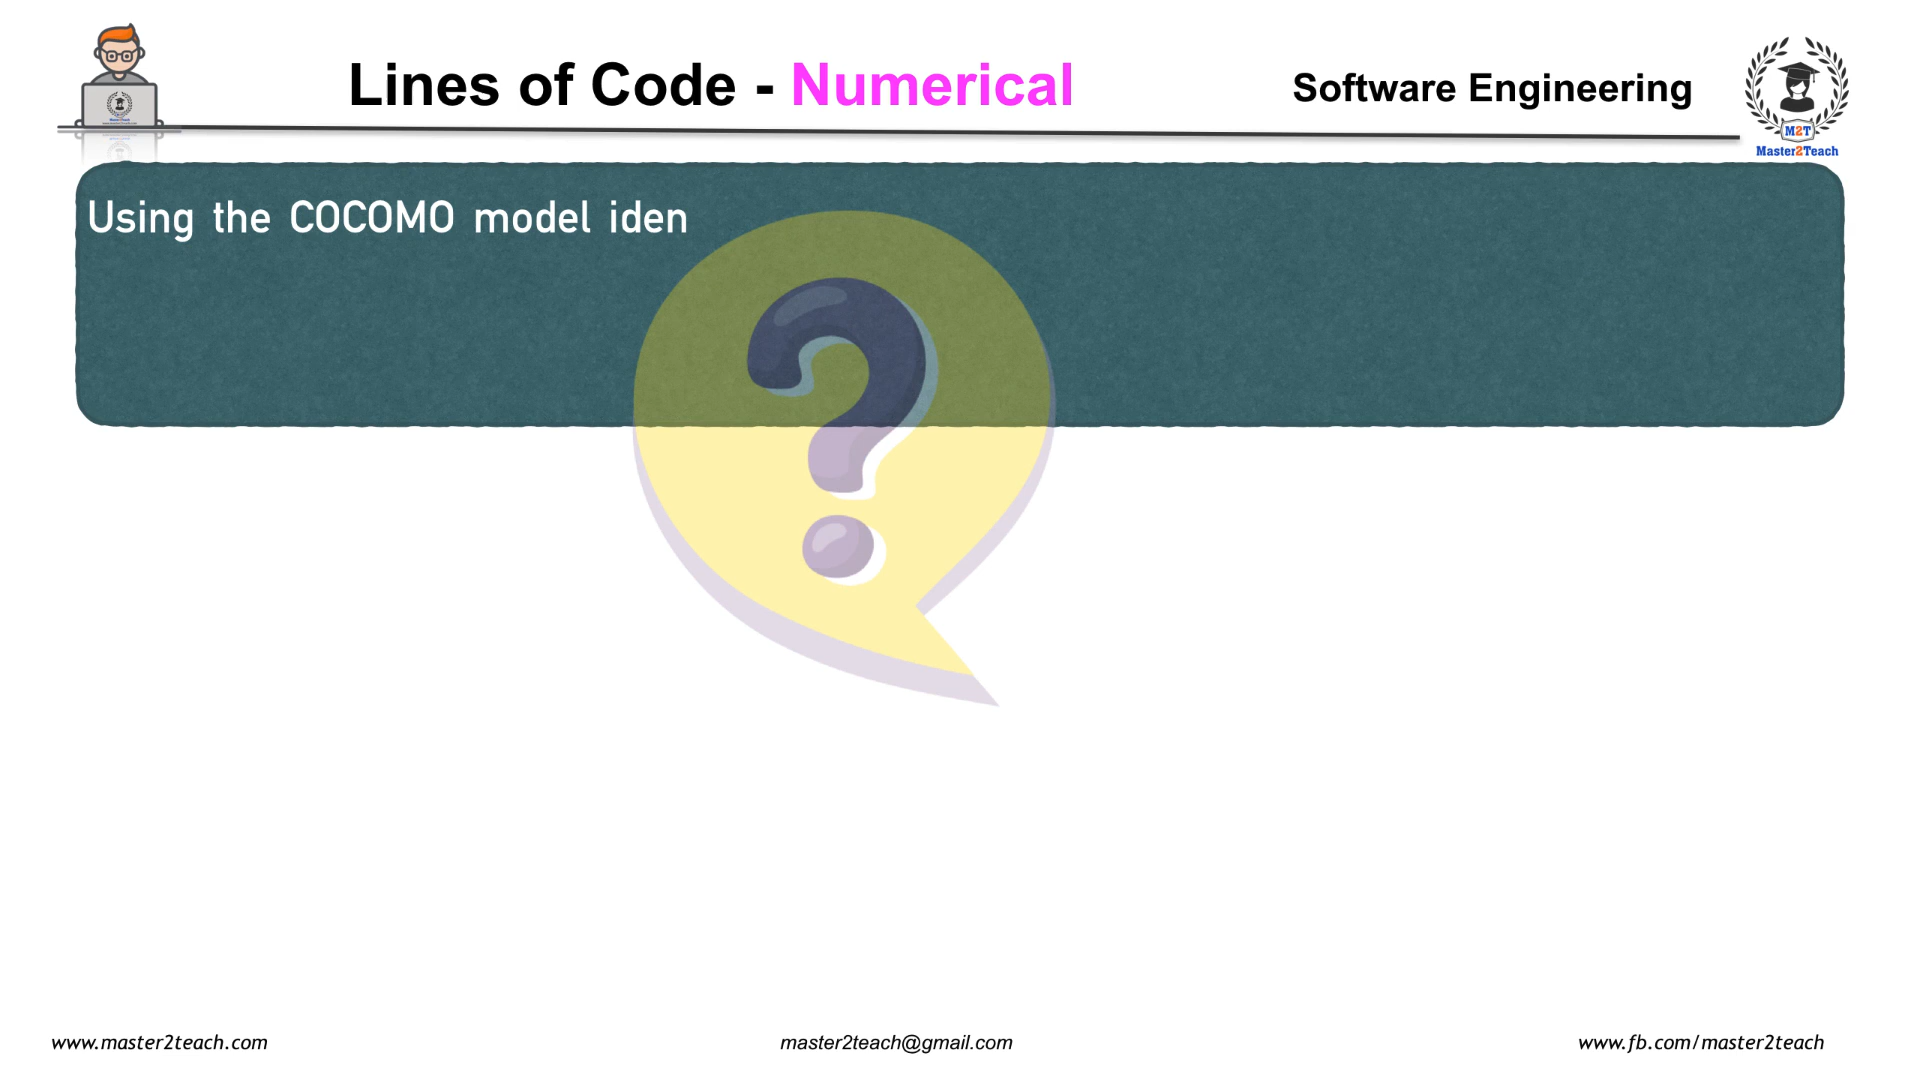 Lines of Code - Numerical
Software Engineering
M2T
Master2Teach
Using the COCOMO model iden
www.master2teach.com
master2teach@gmail.com
www.fb.com/master2teach